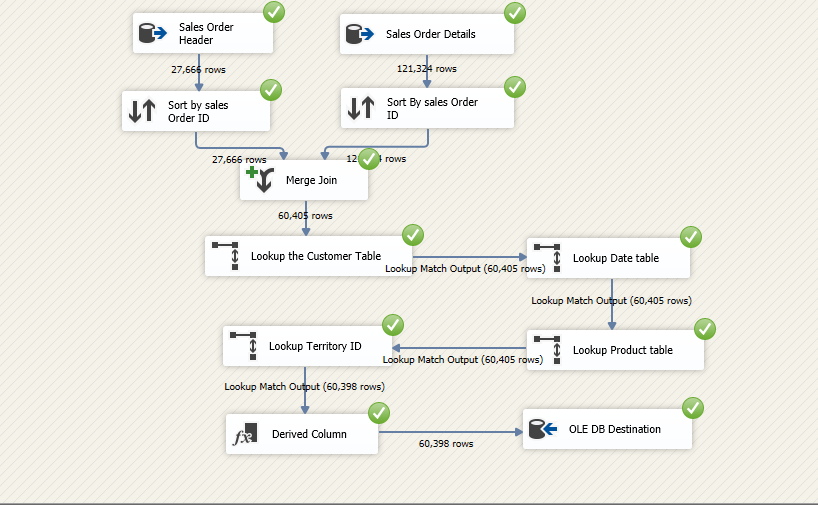 Sales Order
Header
Sales Order Details
27,666 rows
121,324 rows
Sort by sales
Order ID
Sort By sales Order
ID
27,666 rows
rows
Merge Join
60,405 rows
Lookup the Customer Table
Lookup Date table
Lookup Match Output (60,405 rows)
Lookup Match Output (60,405 rows)
Lookup Territory ID
Lookup Product table
Lookup Match Output (60,405 rows)
Lookup Match Output (60,398 rows)
fx
Derived Column
OLE DB Destination
60,398 rows